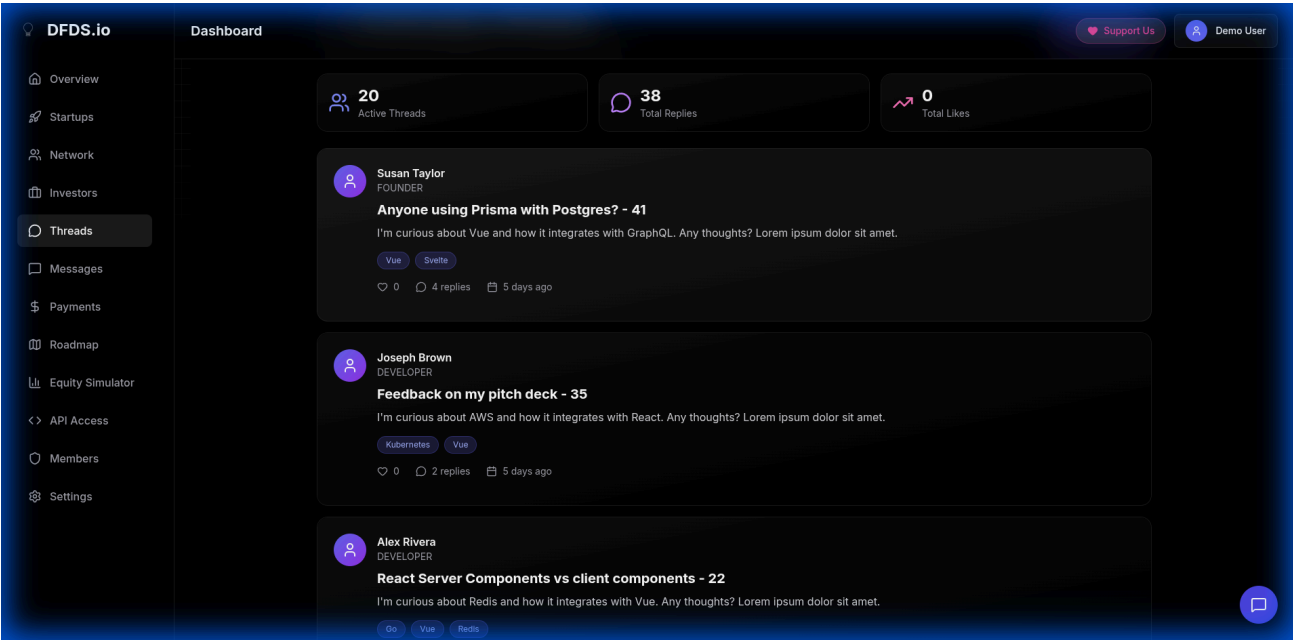 DFDS.io
Dashboard
Support Us
Demo User
Overview
Startups
Network
Investors
Threads
Messages
Payments
Roadmap
Equity Simulator
API Access
Members
Settings
20
Active Threads
38
Total Replies
0
Total Likes
Susan Taylor
FOUNDER
Anyone using Prisma with Postgres? - 41
I'm curious about Vue and how it integrates with GraphQL. Any thoughts? Lorem ipsum dolor sit amet.
Vue Svelte
0 4 replies 5 days ago
Joseph Brown
DEVELOPER
Feedback on my pitch deck - 35
I'm curious about AWS and how it integrates with React. Any thoughts? Lorem ipsum dolor sit amet.
Kubernetes Vue
0 2 replies 5 days ago
Alex Rivera
DEVELOPER
React Server Components vs client components - 22
I'm curious about Redis and how it integrates with Vue. Any thoughts? Lorem ipsum dolor sit amet.
Go Vue Redis